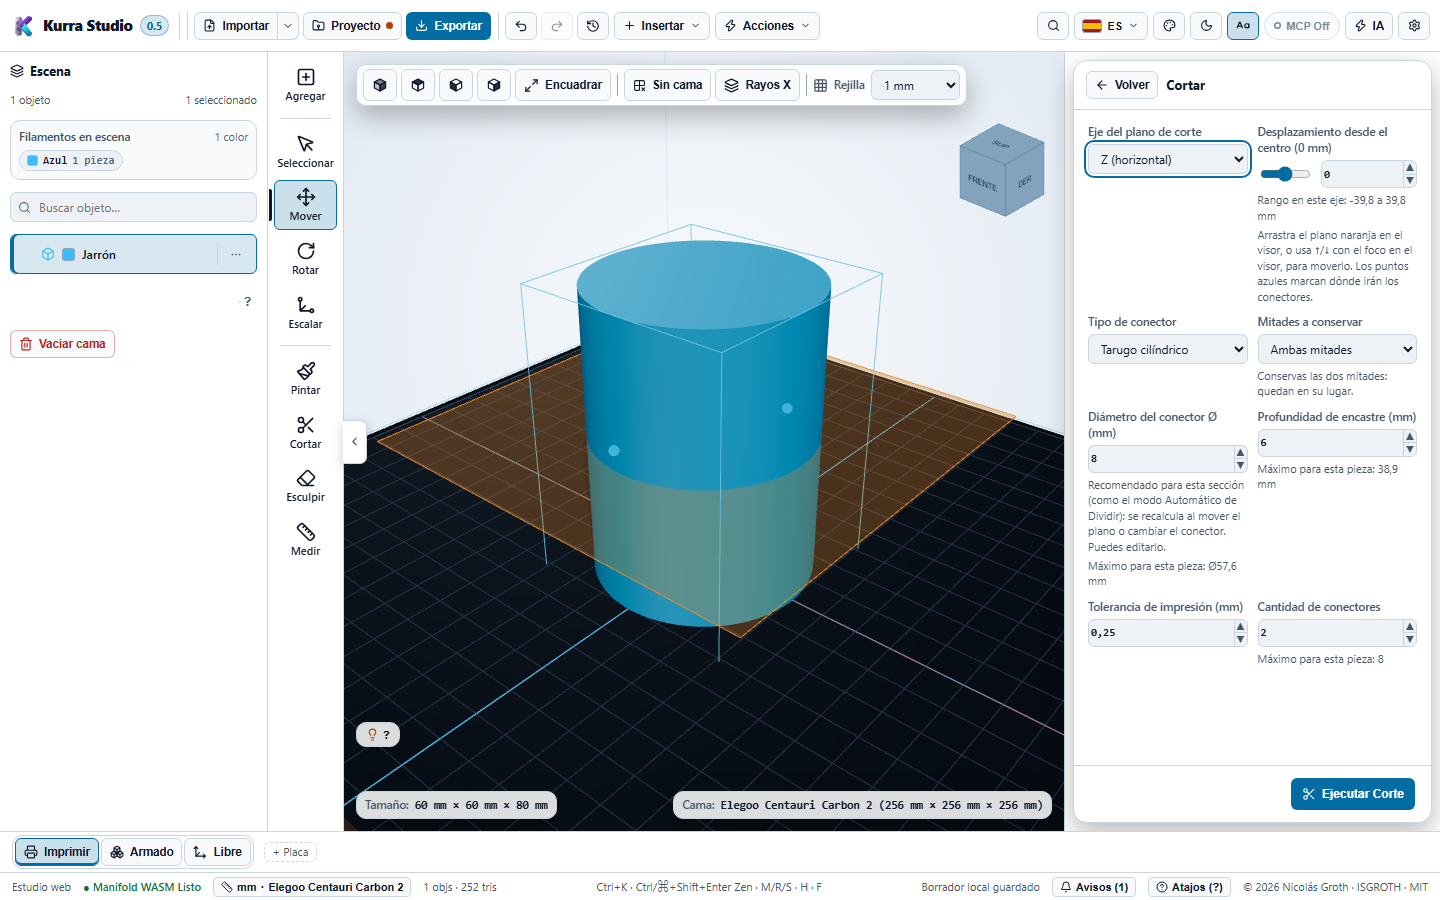 Kurra Studio 0.5
Importar
Proyecto
Exportar
Insertar
Acciones
ES
MCP Off
IA
Escena
1 objeto
1 seleccionado
Filamentos en escena
1 color
Azul 1 pieza
Buscar objeto...
Jarrón
?
Vaciar cama
Agregar
Seleccionar
Mover
Rotar
Escalar
Pintar
Cortar
Esculpir
Medir
Encuadrar
Sin cama
Rayos X
Rejilla
1 mm
FRENTE
DER
?
Tamaño: 60 mm × 60 mm × 80 mm
Cama: Elegoo Centauri Carbon 2 (256 mm × 256 mm × 256 mm)
Volver
Cortar
Eje del plano de corte
Z (horizontal)
Desplazamiento desde el
centro (0 mm)
0
Rango en este eje: -39,8 a 39,8
mm
Arrastra el plano naranja en el
visor, o usa ↑/↓ con el foco en el
visor, para moverlo. Los puntos
azules marcan dónde irán los
conectores.
Tipo de conector
Tarugo cilíndrico
Mitades a conservar
Ambas mitades
Conservas las dos mitades:
quedan en su lugar.
Diámetro del conector Ø
(mm)
8
Recomendado para esta sección
(como el modo Automático de
Dividir): se recalcula al mover el
plano o cambiar el conector.
Puedes editarlo.
Máximo para esta pieza: Ø57,6
mm
Profundidad de encastre (mm)
6
Máximo para esta pieza: 38,9
mm
Tolerancia de impresión (mm)
0,25
Cantidad de conectores
2
Máximo para esta pieza: 8
Ejecutar Corte
Imprimir
Armado
Libre
+ Placa
Estudio web
Manifold WASM Listo
mm · Elegoo Centauri Carbon 2
1 objs · 252 tris
Ctrl+K · Ctrl/⌘+Shift+Enter Zen · M/R/S · H · F
Borrador local guardado
Avisos (1)
Atajos (?)
© 2026 Nicolás Groth · ISGROTH · MIT